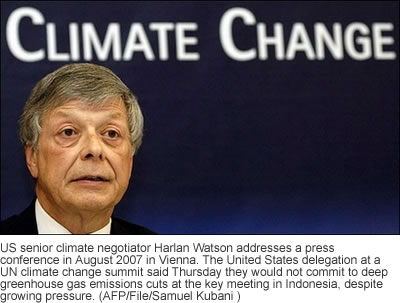 CLIMATE CHANGE
US senior climate negotiator Harlan Watson addresses a press
conference in August 2007 in Vienna. The United States delegation at a
UN climate change summit said Thursday they would not commit to deep
greenhouse gas emissions cuts at the key meeting in Indonesia, despite
growing pressure. (AFP/File/Samuel Kubani )